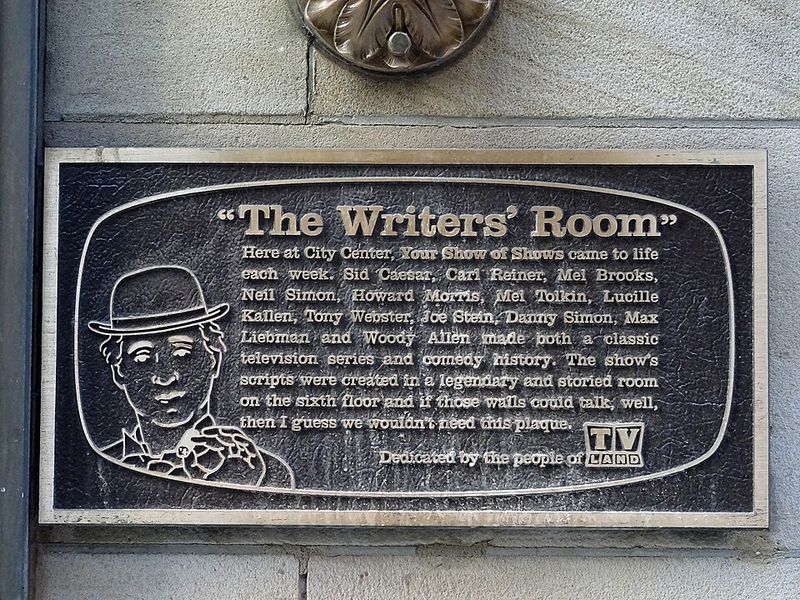 “The Writers’ Room”
Here at City Center, Your Show of Shows came to life
each week. Sid Caesar, Carl Reiner, Mel Brooks,
Neil Simon, Howard Morris, Mel Tolkin, Lucille
Kallen, Tony Webster, Joe Stein, Danny Simon, Max
Liebman and Woody Allen made both a classic
television series and comedy history. The show's
scripts were created in a legendary and storied room
on the sixth floor and if those walls could talk, well,
then I guess we wouldn't need this plaque.
Dedicated by the people of TV
LAND